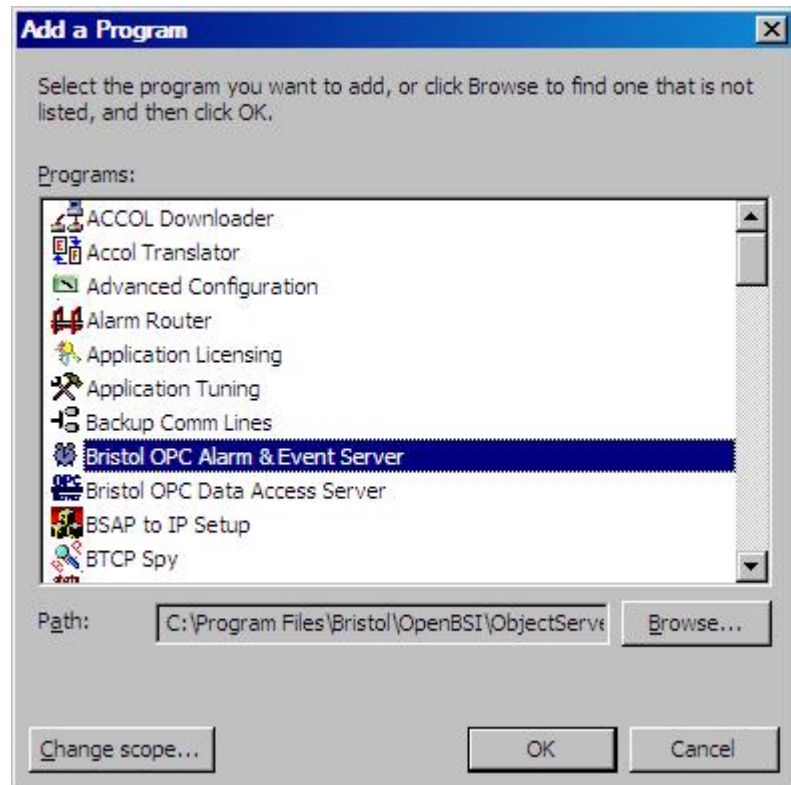 Add a Program
Select the program you want to add, or click Browse to find one that is not
listed, and then click OK.
Programs:
ACCOL Downloader
Accol Translator
Advanced Configuration
Alarm Router
Application Licensing
Application Tuning
Backup Comm Lines
Bristol OPC Alarm & Event Server
OPC
Bristol OPC Data Access Server
BSAP to IP Setup
BTCP Spy
Path: C:\Program Files\Bristol\OpenBSI\ObjectServe Browse...
Change scope... OK Cancel